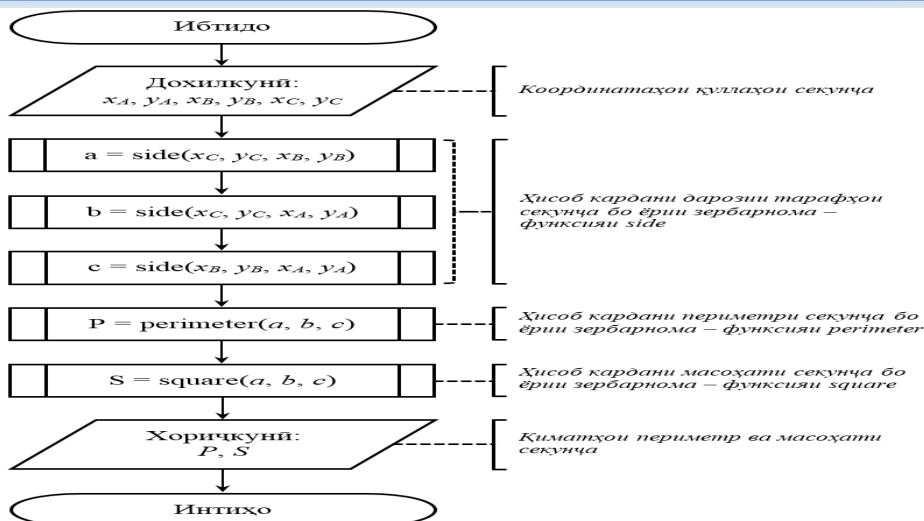 Ибтидо
Дохилкунӣ:
xA, yA, xB, yB, xC, yC
Координатаҳои қуллаҳои секунҷа
a = side(xC, yC, xB, yB)
b = side(xC, yC, xA, yA)
c = side(xB, yB, xA, yA)
Ҳисоб кардани дарозии тарафҳои
секунҷа бо ёрии зербарнома –
функсияи side
P = perimeter(a, b, c)
Ҳисоб кардани периметри секунҷа бо
ёрии зербарнома – функсияи perimeter
S = square(a, b, c)
Ҳисоб кардани масоҳати секунҷа бо
ёрии зербарнома – функсияи square
Хориҷкунӣ:
P, S
Қиматҳои периметр ва масоҳати
секунҷа
Интиҳо